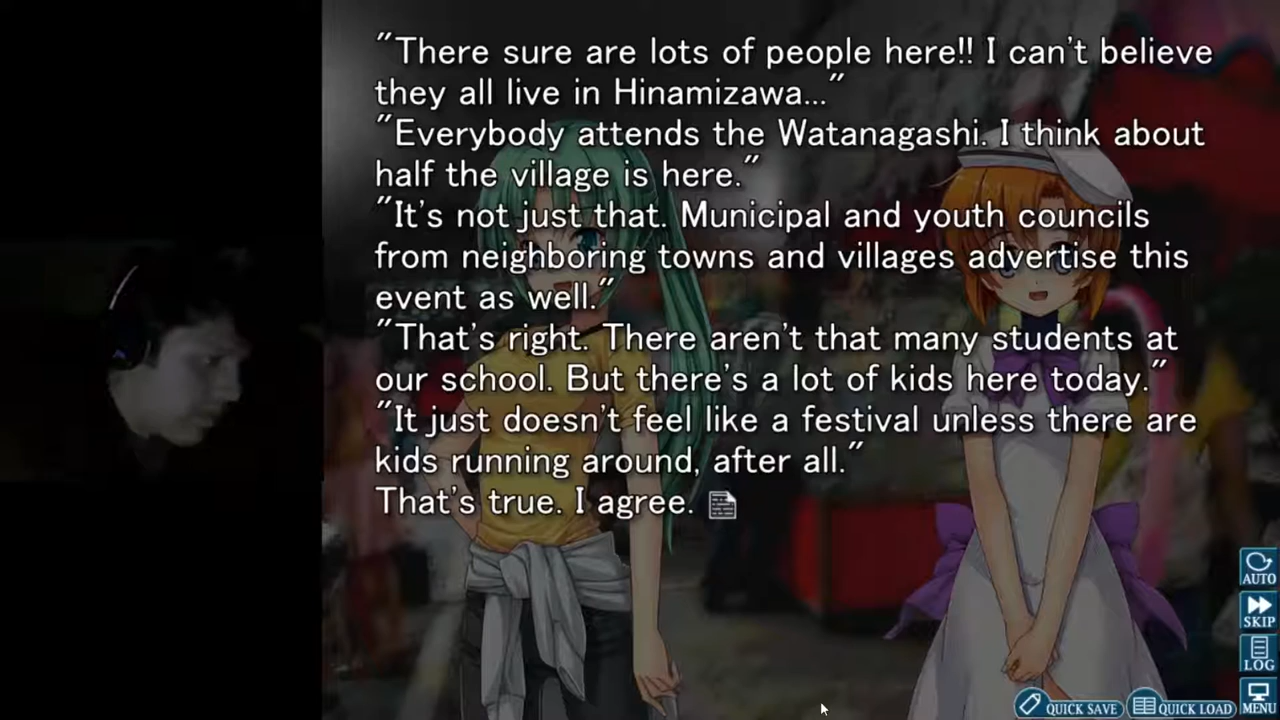 "There sure are lots of people here!! I can't believe
they all live in Hinamizawa..."
"Everybody attends the Watanagashi. I think about
half the village is here."
"It's not just that. Municipal and youth councils
from neighboring towns and villages advertise this
event as well."
"That's right. There aren't that many students at
our school. But there's a lot of kids here today."
"It just doesn't feel like a festival unless there are
kids running around, after all."
That's true. I agree.
AUTO
SKIP
LOG
MENU
QUICK SAVE
QUICK LOAD